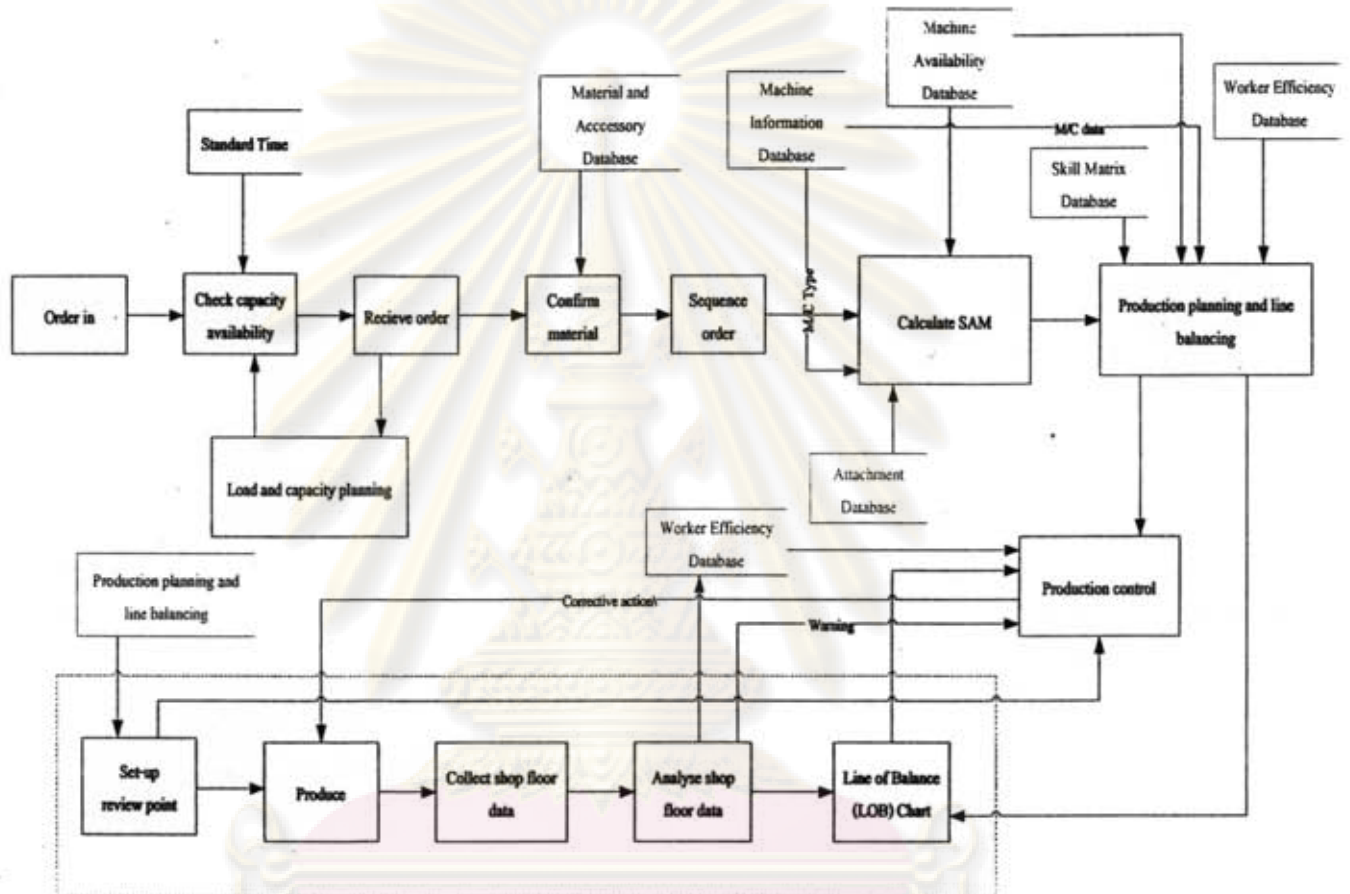 Machine
Availability
Database
Material and
Acccessory
Database
Machine
Information
Database
Worker Efficiency
Database
Standard Time
M/C data
Skill Matrix
Database
Order in
Check capacity
availability
Recieve order
Confirm
material
Sequence
order
M/C Type
Calculate SAM
Production planning and line
balancing
Load and capacity planning
Attachment
Database
Worker Efficiency
Database
Production planning and
line balancing
Corrective action\
Warning
Production control
Set-up
review point
Produce
Collect shop floor
data
Analyse shop
floor data
Line of Balance
(LOB) Chart